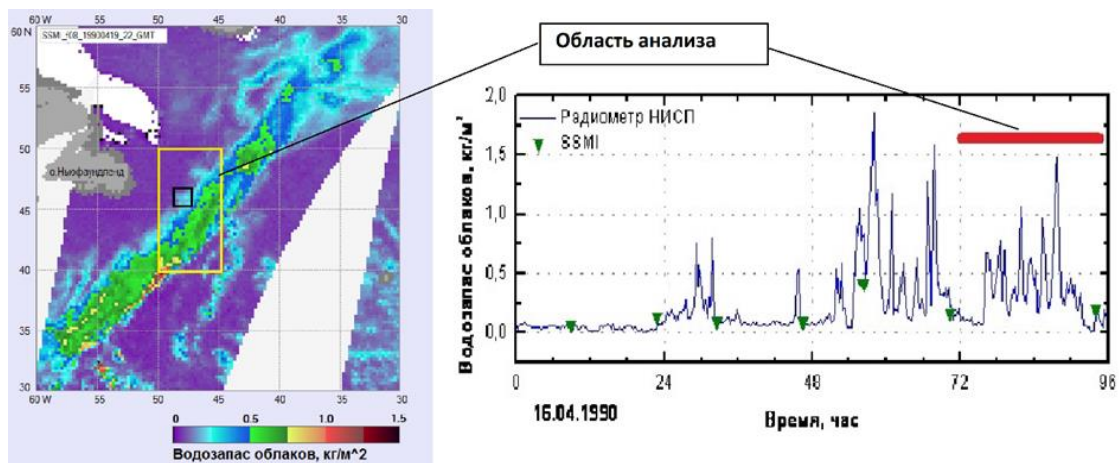 60 W 55 50 45 40 35 30
60 N
SSMI_f08_19900419_22_GMT
55
50
о.Ньюфаундленд
45
40
35
30
60 W 55 50 45 40 35 30
0 0.5 1.0 1.5
Водозапас облаков, кг/м^2
Область анализа
Водозапас облаков, кг/м²
2,0
1,5
1,0
0,5
0,0
Радиометр НИСП
SSMI
0 24 48 72 96
16.04.1990
Время, час